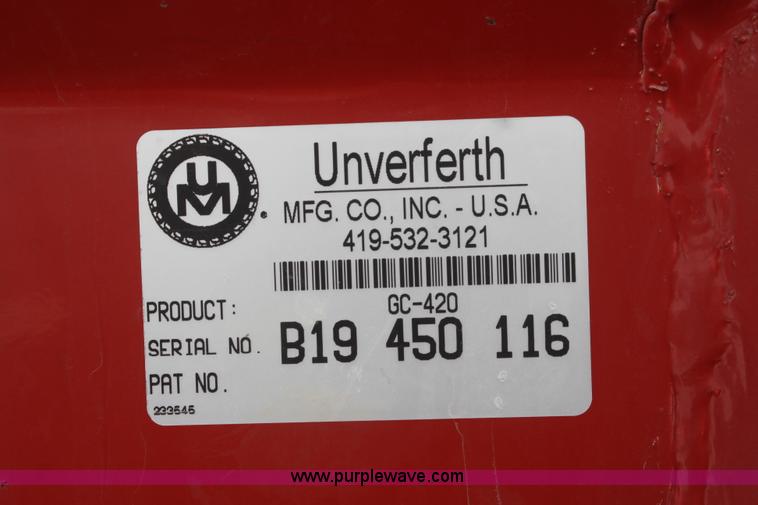 UM
Unverferth
MFG. CO., INC. - U.S.A.
419-532-3121
PRODUCT: GC-420
SERIAL NO. B19 450 116
PAT NO.
233545
www.purplewave.com